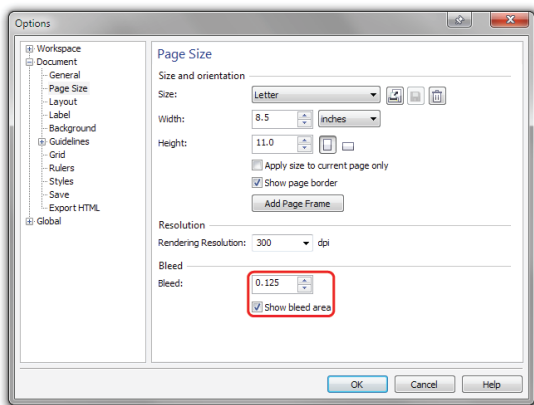 Options
Workspace
Document
General
Page Size
Layout
Label
Background
Guidelines
Grid
Rulers
Styles
Save
Export HTML
Global
Page Size
Size and orientation
Size: Letter
Width: 8.5 inches
Height: 11.0
Apply size to current page only
Show page border
Add Page Frame
Resolution
Rendering Resolution: 300 dpi
Bleed
Bleed: 0.125
Show bleed area
OK Cancel Help